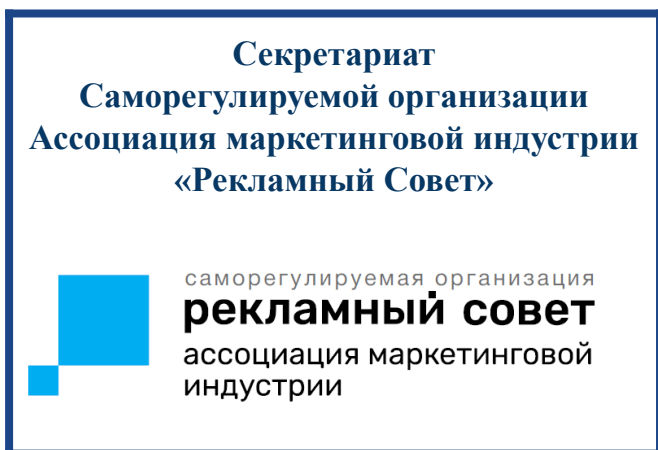 Секретариат
Саморегулируемой организации
Ассоциация маркетинговой индустрии
«Рекламный Совет»
саморегулируемая организация
рекламный совет
ассоциация маркетинговой
индустрии